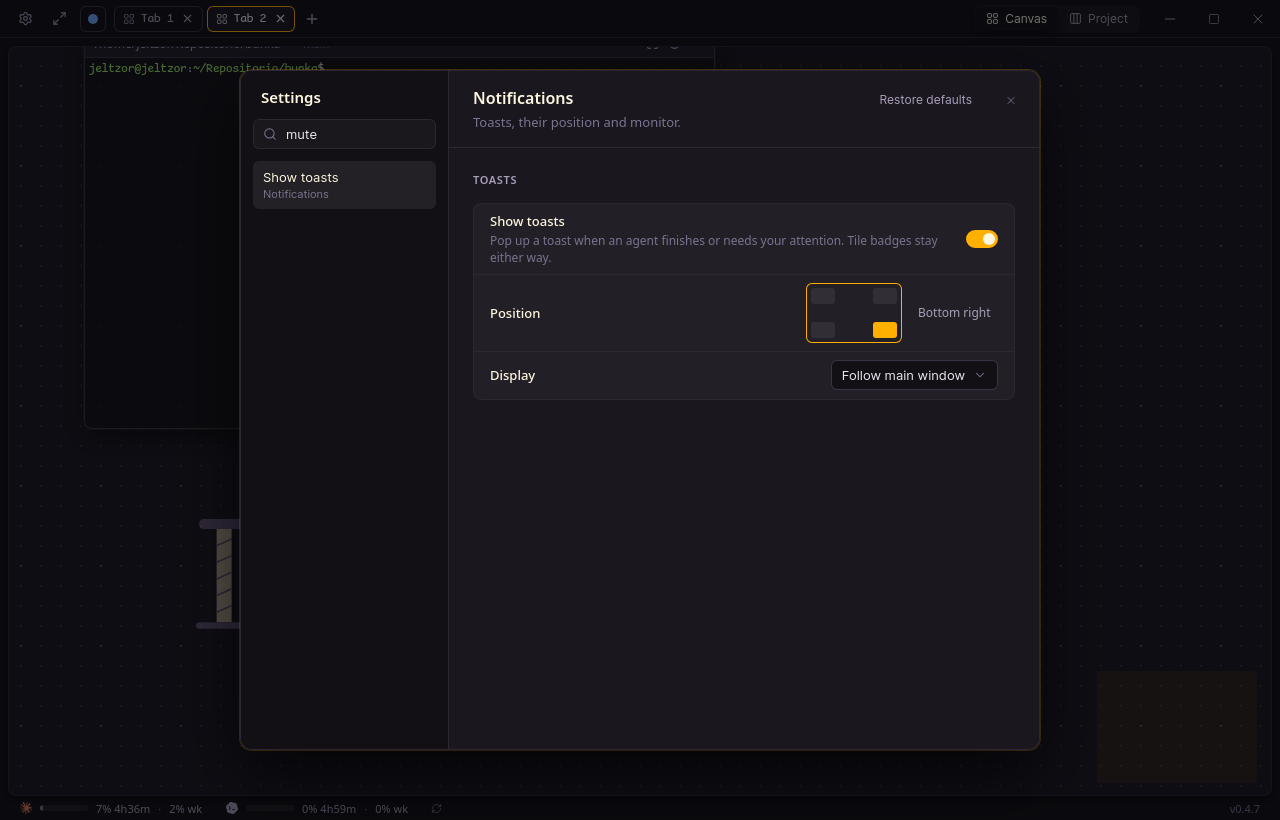 Tab 1
Tab 2
Canvas
Project
jeltzor@jeltzor:~/Repositorio/bunka$
Settings
mute
Show toasts
Notifications
Notifications
Toasts, their position and monitor.
Restore defaults
TOASTS
Show toasts
Pop up a toast when an agent finishes or needs your attention. Tile badges stay
either way.
Position
Bottom right
Display
Follow main window
7% 4h36m · 2% wk
0% 4h59m · 0% wk
v0.4.7